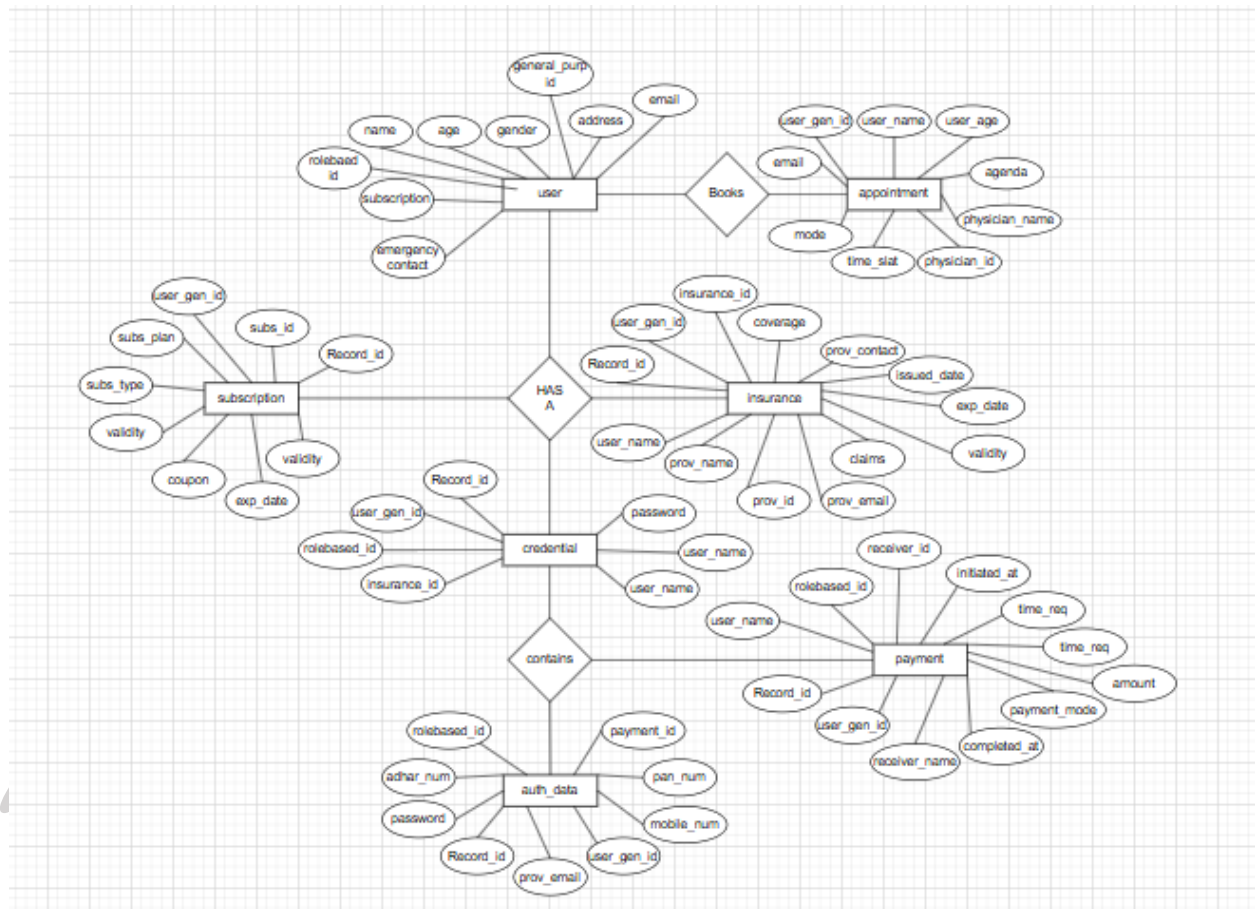 general_purp
id
email
address
name
age
gender
rolebaed
id
subscription
emergency
contact
user
Books
user_gen_id
user_name
user_age
email
agenda
appointment
physician_name
mode
time_slat
physician_id
user_gen_id
subs_id
subs_plan
Record_id
subs_type
subscription
validity
validity
coupon
exp_date
HAS
A
insurance_id
user_gen_id
coverage
prov_contact
Record_id
issued_date
insurance
exp_date
user_name
validity
prov_name
claims
prov_id
prov_email
Record_id
user_gen_id
password
rolebased_id
credential
user_name
insurance_id
user_name
contains
receiver_id
initiated_at
rolebased_id
time_req
user_name
time_req
payment
amount
Record_id
payment_mode
user_gen_id
completed_at
receiver_name
rolebased_id
payment_id
adhar_num
pan_num
auth_data
password
mobile_num
Record_id
user_gen_id
prov_email